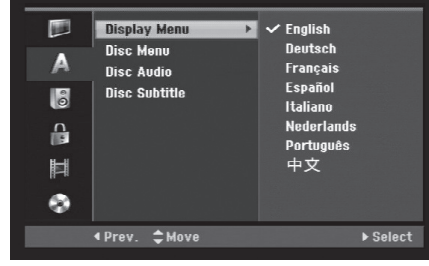 Display Menu
Disc Menu
Disc Audio
Disc Subtitle
English
Deutsch
Français
Español
Italiano
Nederlands
Português
中文
Prev. Move Select